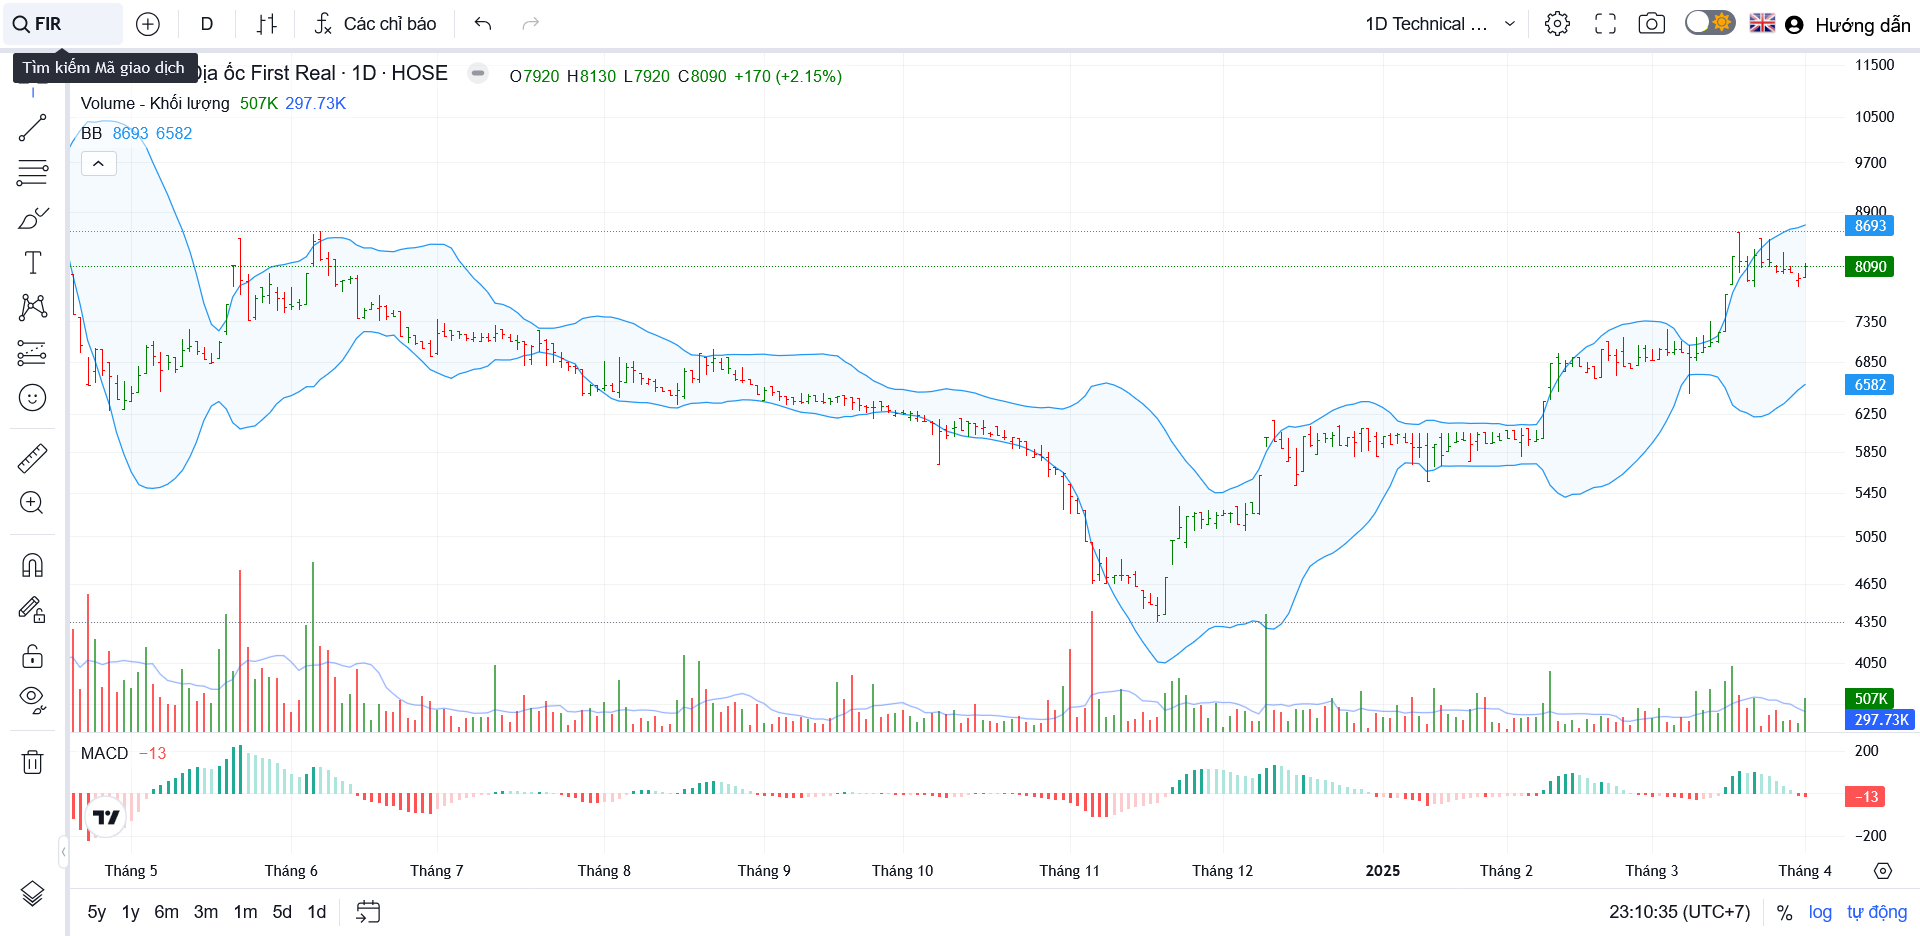 FIR
D
Các chỉ báo
1D Technical ...
Hướng dẫn
Tìm kiếm Mã giao dịch
Địa ốc First Real · 1D · HOSE
O7920 H8130 L7920 C8090 +170 (+2.15%)
Volume - Khối lượng 507K 297.73K
BB 8693 6582
11500
10500
9700
8900
8693
8090
7350
6850
6582
6250
5850
5450
5050
4650
4350
4050
507K
297.73K
MACD −13
200
−13
−200
Tháng 5 Tháng 6 Tháng 7 Tháng 8 Tháng 9 Tháng 10 Tháng 11 Tháng 12 2025 Tháng 2 Tháng 3 Tháng 4
5y 1y 6m 3m 1m 5d 1d
23:10:35 (UTC+7) % log tự động